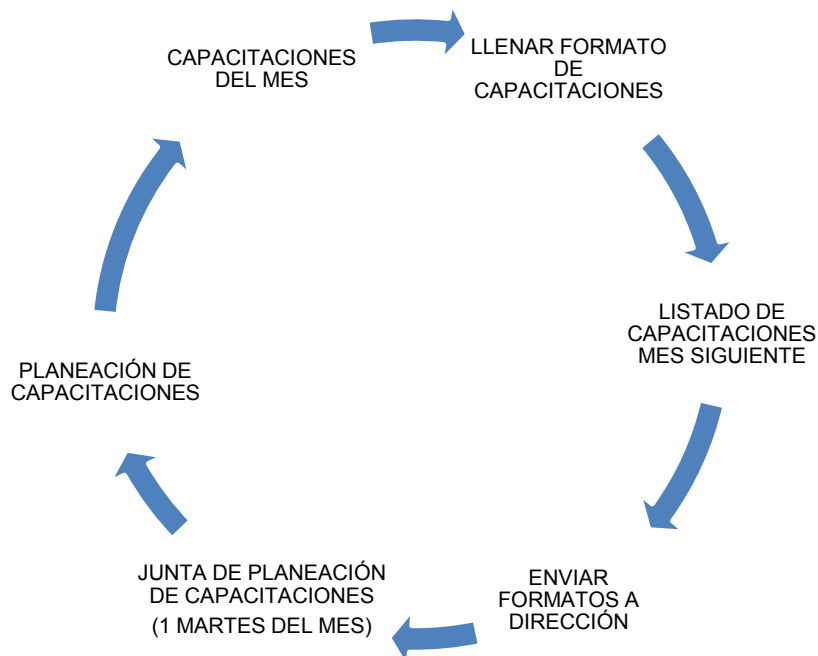 CAPACITACIONES
DEL MES
LLENAR FORMATO
DE
CAPACITACIONES
LISTADO DE
CAPACITACIONES
MES SIGUIENTE
ENVIAR
FORMATOS A
DIRECCIÓN
JUNTA DE PLANEACIÓN
DE CAPACITACIONES
(1 MARTES DEL MES)
PLANEACIÓN DE
CAPACITACIONES